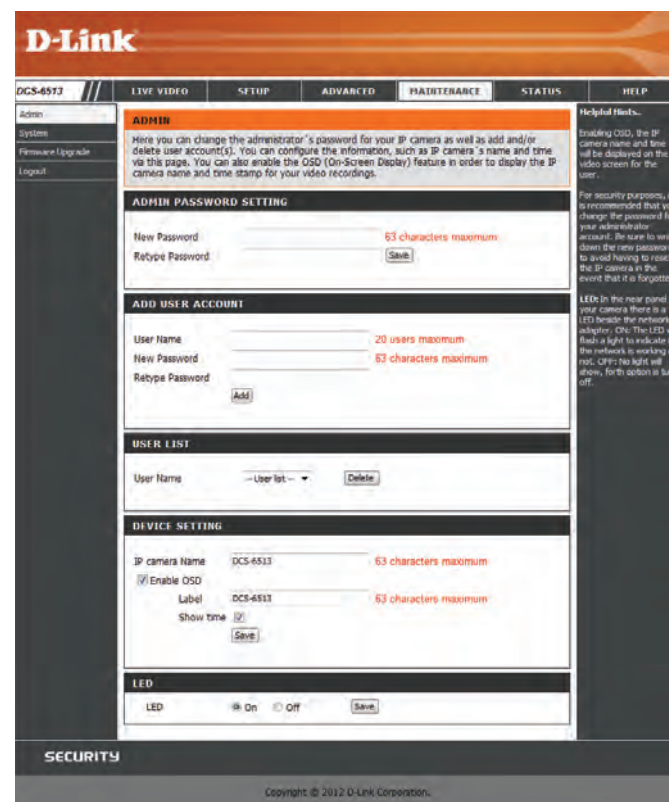 D-Link
DCS-6513 /// LIVE VIDEO SETUP ADVANCED MAINTENANCE STATUS HELP
Admin
System
Firmware Upgrade
Logout
ADMIN
Here you can change the administrator´s password for your IP camera as well as add and/or
delete user account(s). You can configure the information, such as IP camera´s name and time
via this page. You can also enable the OSD (On-Screen Display) feature in order to display the IP
camera name and time stamp for your video recordings.
ADMIN PASSWORD SETTING
New Password 63 characters maximum
Retype Password Save
ADD USER ACCOUNT
User Name 20 users maximum
New Password 63 characters maximum
Retype Password
Add
USER LIST
User Name -- User list -- Delete
DEVICE SETTING
IP camera Name DCS-6513 63 characters maximum
Enable OSD
Label DCS-6513 63 characters maximum
Show time
Save
LED
LED On Off Save
Helpful Hints..
Enabling OSD, the IP
camera name and time
will be displayed on the
video screen for the
user.
For security purposes,
is recommended that
change the password
your administrator
account. Be sure to
down the new
to avoid having to
the IP camera in the
event that it is
LED: In the near panel
your camera there is a
LED beside the network
adapter. ON: The LED
flash a light to indicate
the network is working
not. OFF: No light will
show, forth option is
off.
SECURITY
Copyright © 2012 D-Link Corporation.